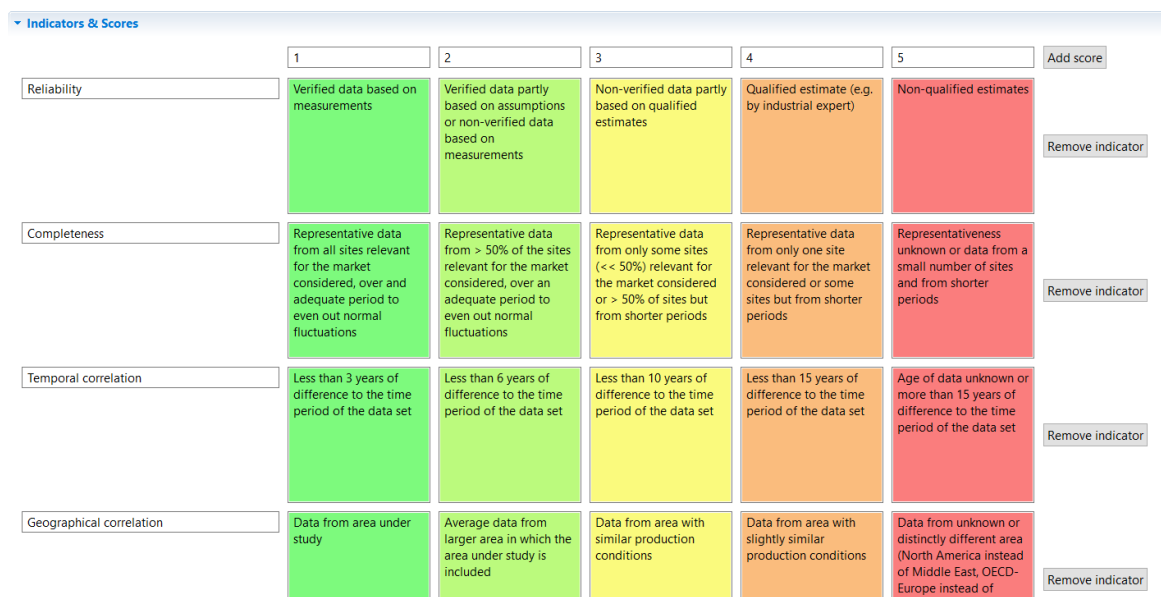 Indicators & Scores
1
2
3
4
5
Add score
Reliability
Verified data based on
measurements
Verified data partly
based on assumptions
or non-verified data
based on
measurements
Non-verified data partly
based on qualified
estimates
Qualified estimate (e.g.
by industrial expert)
Non-qualified estimates
Remove indicator
Completeness
Representative data
from all sites relevant
for the market
considered, over and
adequate period to
even out normal
fluctuations
Representative data
from > 50% of the sites
relevant for the market
considered, over an
adequate period to
even out normal
fluctuations
Representative data
from only some sites
(<< 50%) relevant for
the market considered
or > 50% of sites but
from shorter periods
Representative data
from only one site
relevant for the market
considered or some
sites but from shorter
periods
Representativeness
unknown or data from a
small number of sites
and from shorter
periods
Remove indicator
Temporal correlation
Less than 3 years of
difference to the time
period of the data set
Less than 6 years of
difference to the time
period of the data set
Less than 10 years of
difference to the time
period of the data set
Less than 15 years of
difference to the time
period of the data set
Age of data unknown or
more than 15 years of
difference to the time
period of the data set
Remove indicator
Geographical correlation
Data from area under
study
Average data from
larger area in which the
area under study is
included
Data from area with
similar production
conditions
Data from area with
slightly similar
production conditions
Data from unknown or
distinctly different area
(North America instead
of Middle East, OECD-
Europe instead of
Remove indicator